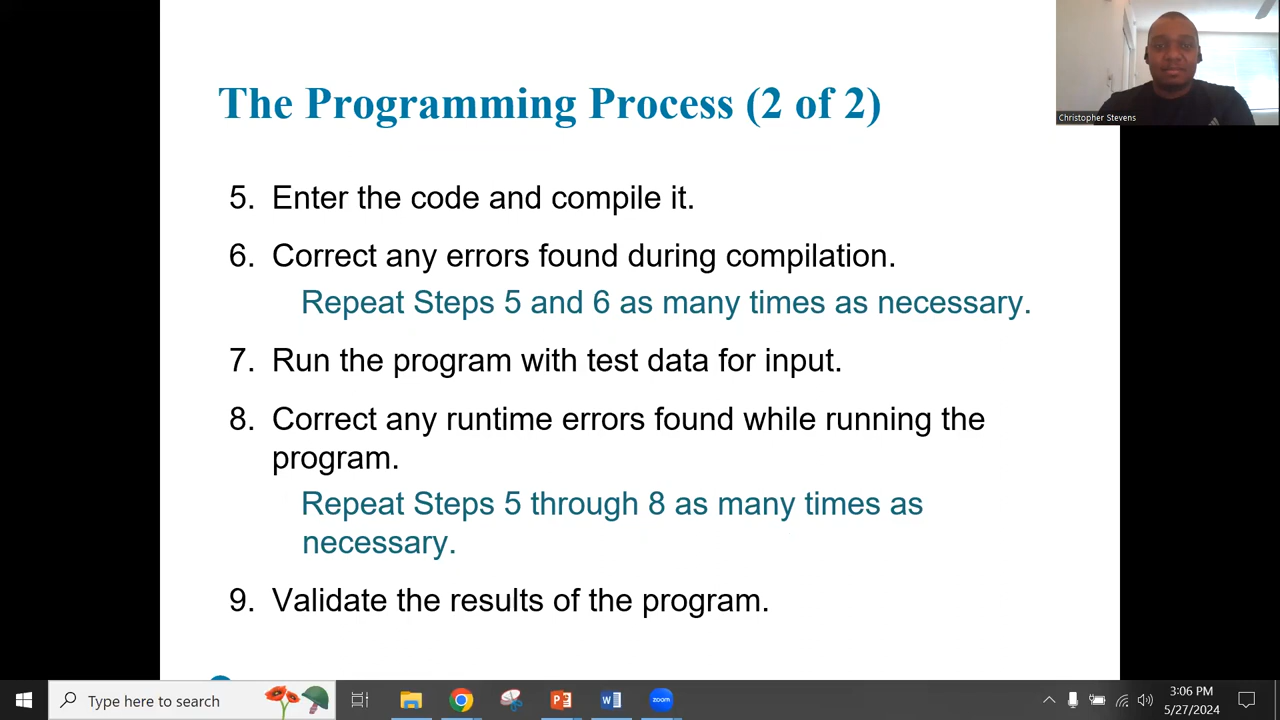 The Programming Process (2 of 2)
Christopher Stevens
5. Enter the code and compile it.
6. Correct any errors found during compilation.
Repeat Steps 5 and 6 as many times as necessary.
7. Run the program with test data for input.
8. Correct any runtime errors found while running the
program.
Repeat Steps 5 through 8 as many times as
necessary.
9. Validate the results of the program.
Type here to search
zoom
3:06 PM
5/27/2024